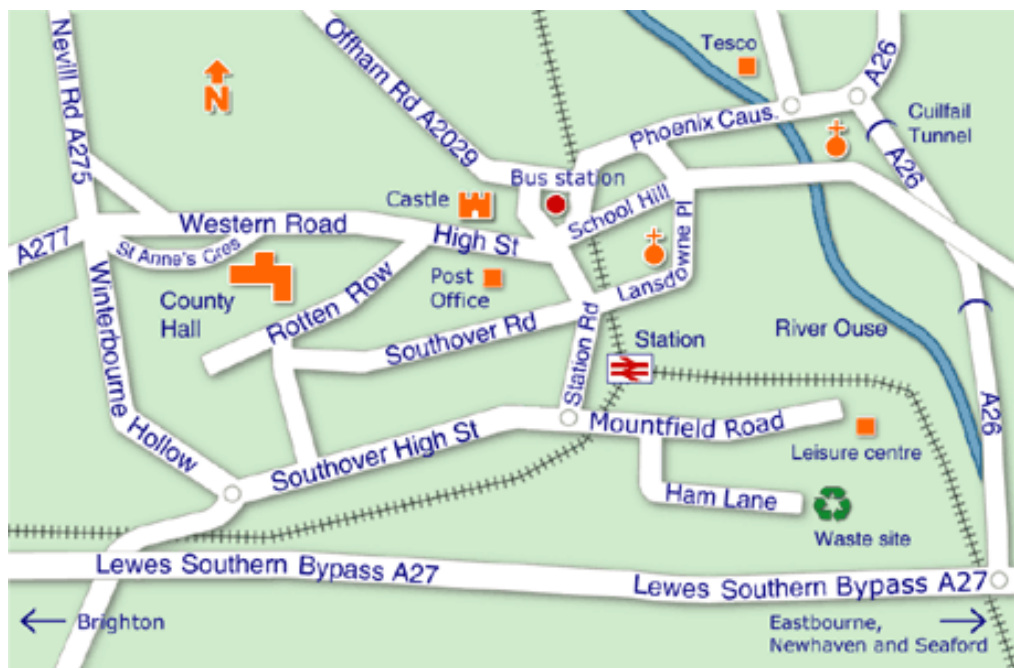 Nevill Rd A275
Offham Rd A2029
N
Tesco
A26
Phoenix Caus.
Cuilfail
Tunnel
A26
Bus station
Castle
School Hill
Western Road
High St
A277
St Anne's Cres
Lansdowne Pl
Post
Office
County
Hall
Rotten Row
Winterbourne Hollow
Southover Rd
Station Rd
Station
River Ouse
A26
Mountfield Road
Southover High St
Leisure centre
Ham Lane
Waste site
Lewes Southern Bypass A27
Lewes Southern Bypass A27
Brighton
Eastbourne,
Newhaven and Seaford